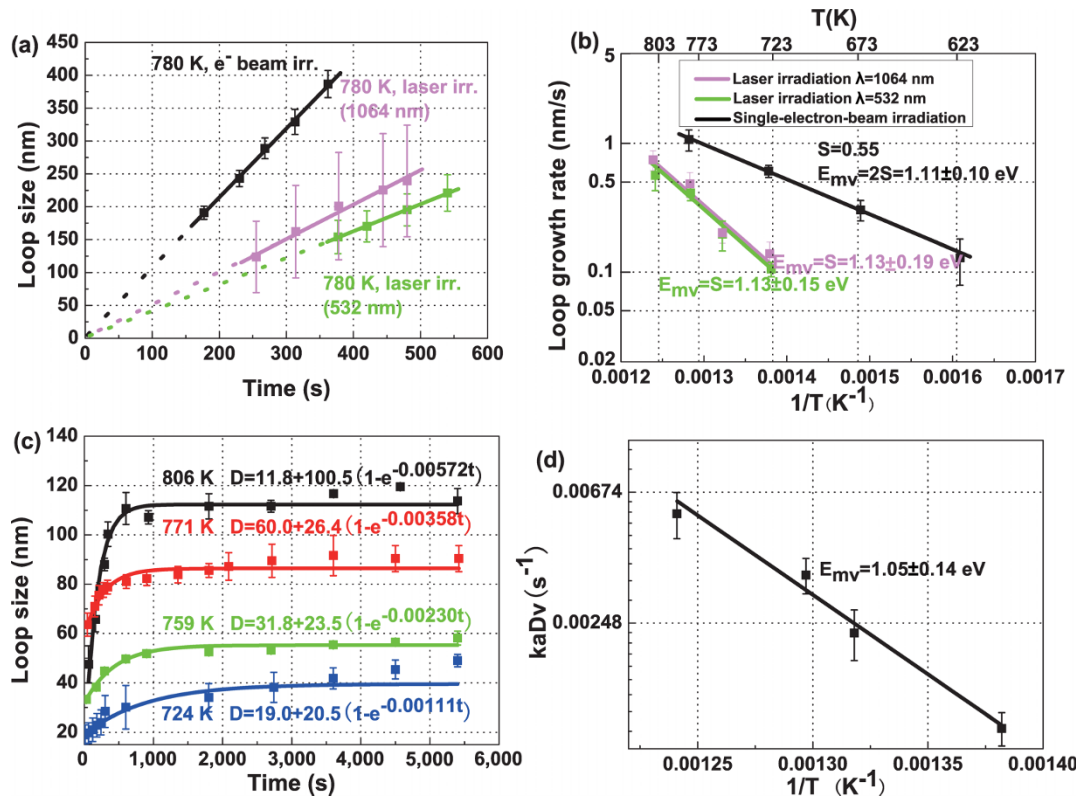 (a)
450
400
350
300
250
200
150
100
50
0
Loop size (nm)
780 K, e⁻ beam irr.
780 K, laser irr.
(1064 nm)
780 K, laser irr.
(532 nm)
0 100 200 300 400 500 600
Time (s)
(b)
T(K)
803 773 723 673 623
5
1
0.5
0.1
0.02
Loop growth rate (nm/s)
Laser irradiation λ=1064 nm
Laser irradiation λ=532 nm
Single-electron-beam irradiation
S=0.55
Emv=2S=1.11±0.10 eV
Emv=S=1.13±0.19 eV
Emv=S=1.13±0.15 eV
0.0012 0.0013 0.0014 0.0015 0.0016 0.0017
1/T(K⁻¹)
(c)
140
120
100
80
60
40
20
Loop size (nm)
806 K D=11.8+100.5(1-e^-0.00572t)
771 K D=60.0+26.4(1-e^-0.00358t)
759 K D=31.8+23.5(1-e^-0.00230t)
724 K D=19.0+20.5(1-e^-0.00111t)
0 1,000 2,000 3,000 4,000 5,000 6,000
Time (s)
(d)
0.00674
0.00248
kaDv(s⁻¹)
Emv=1.05±0.14 eV
0.00125 0.00130 0.00135 0.00140
1/T (K⁻¹)